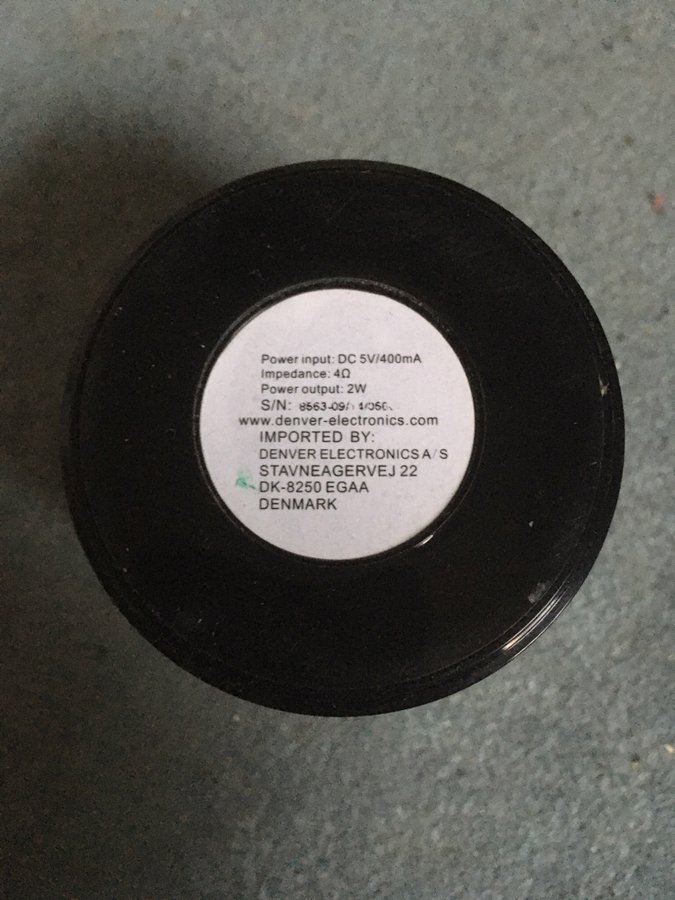 Power input: DC 5V/400mA
Impedance: 4Ω
Power output: 2W
S/N:
www.denver-electronics.com
IMPORTED BY:
DENVER ELECTRONICS A/S
STAVNEAGERVEJ 22
DK-8250 EGAA
DENMARK